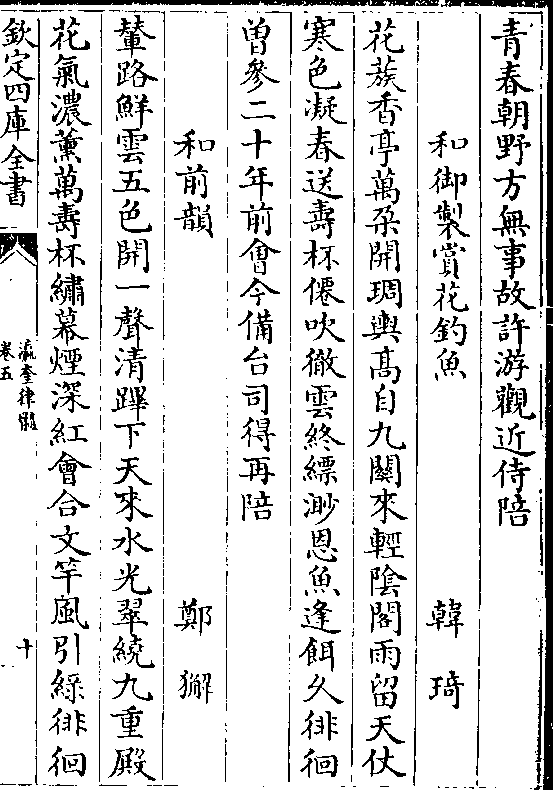 青春朝野方無事故許游觀近侍陪
和御製賞花釣魚　韓琦
花蔟香亭萬朶開琱輿髙自九闗來輕隂閣雨留天仗
寒色凝春送壽杯僊吹徹雲終縹渺恩魚逢餌久徘徊
曽參二十年前㑹今備台司得再陪
和前韻　鄭獬
輦路鮮雲五色開一聲清蹕下天來水光翠繞九重殿
花氣濃薰萬壽杯繡幕煙深紅㑹合文竿風引緑徘徊
欽定四庫全書
瀛奎律髓
卷五
十